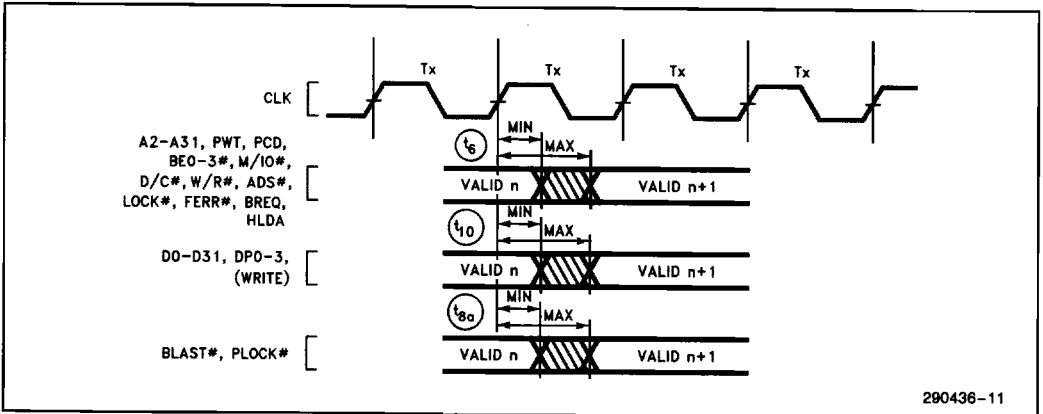 Tx Tx Tx Tx
CLK
MIN
t6 MAX
A2-A31, PWT, PCD,
BE0-3#, M/IO#,
D/C#, W/R#, ADS#,
LOCK#, FERR#, BREQ,
HLDA
VALID n VALID n+1
MIN
t10 MAX
D0-D31, DP0-3,
(WRITE)
VALID n VALID n+1
MIN
t8a MAX
BLAST#, PLOCK#
VALID n VALID n+1
290436-11